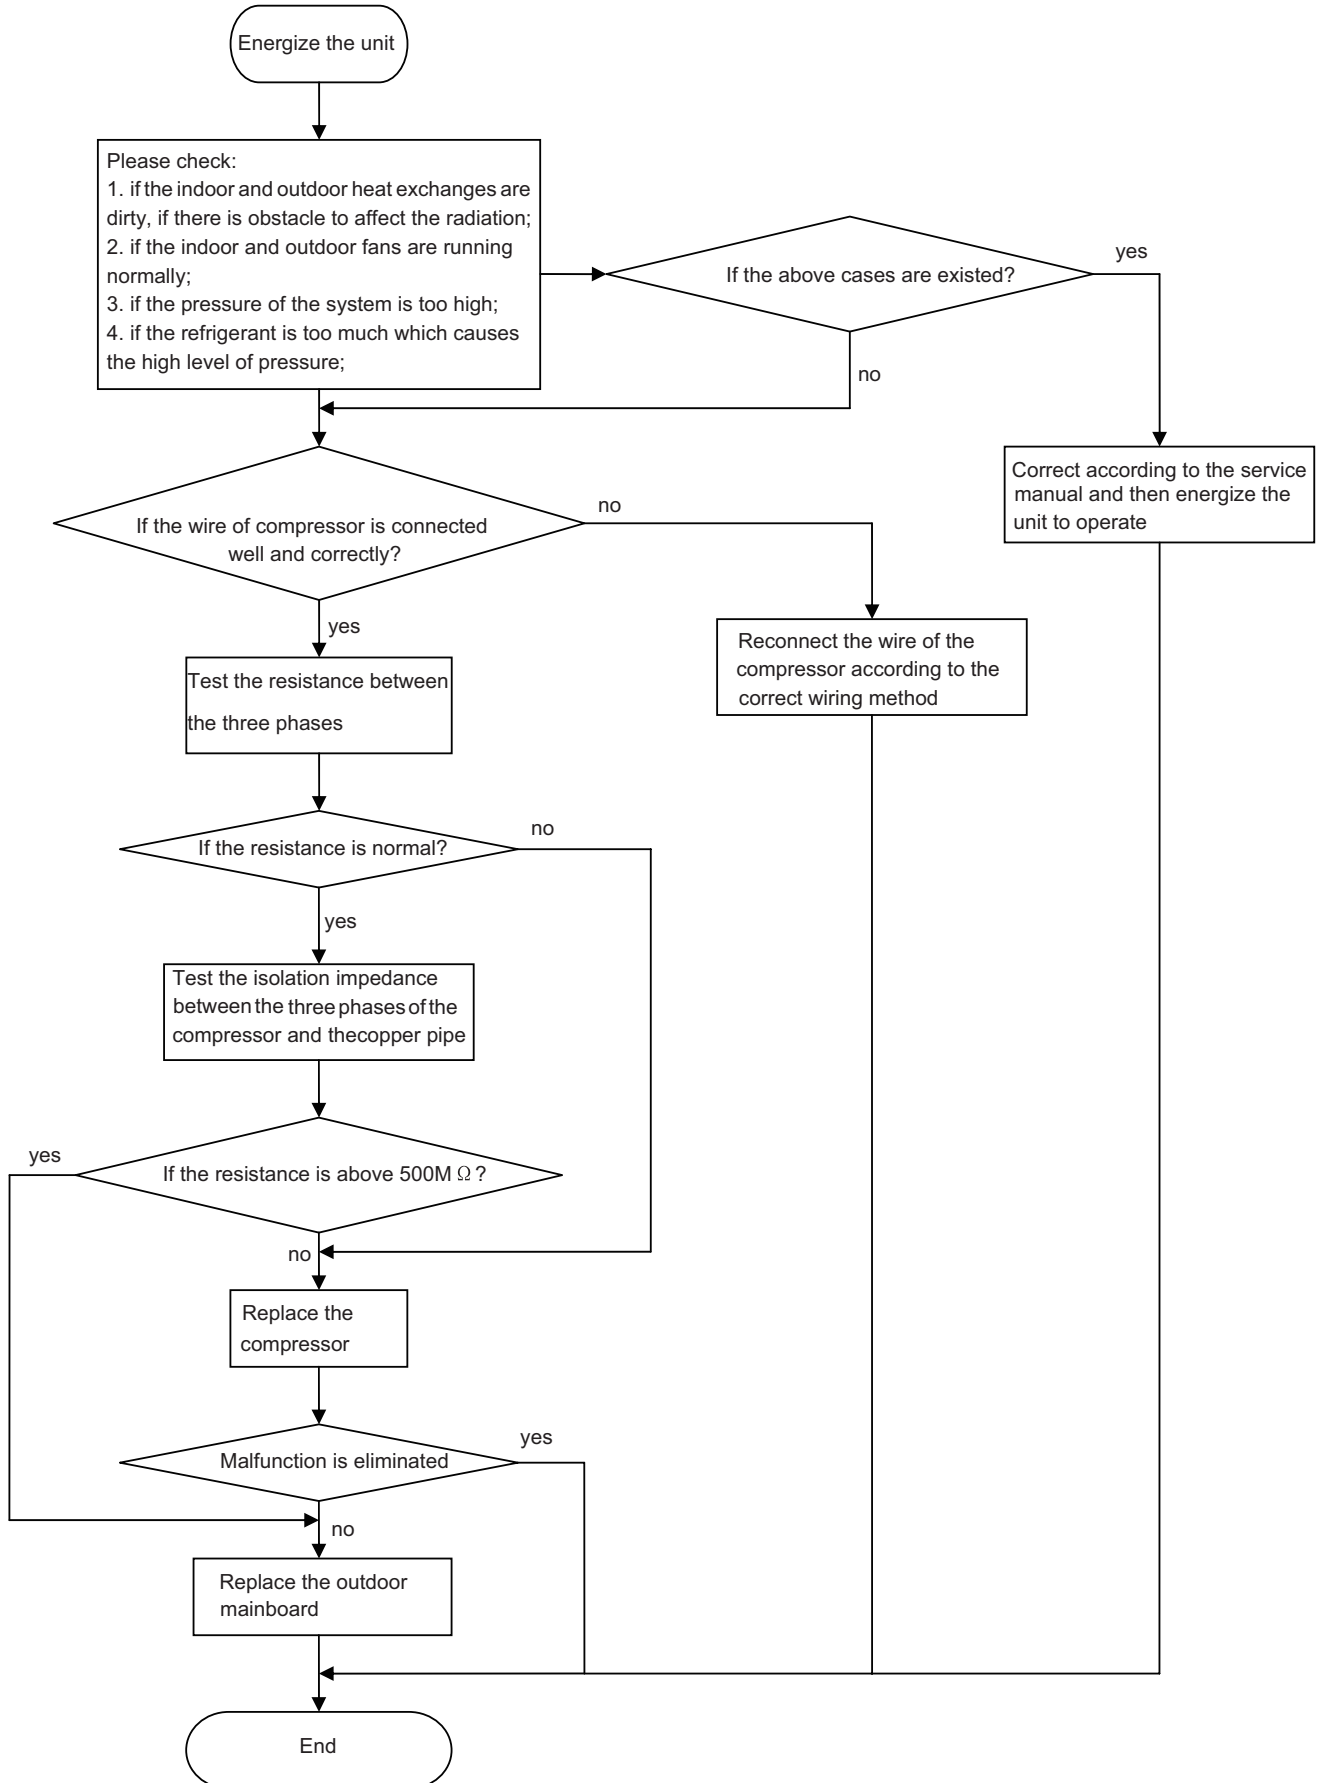 Energize the unit
Please check:
1. if the indoor and outdoor heat exchanges are
dirty, if there is obstacle to affect the radiation;
2. if the indoor and outdoor fans are running
normally;
3. if the pressure of the system is too high;
4. if the refrigerant is too much which causes
the high level of pressure;
If the above cases are existed?
yes
no
Correct according to the service
manual and then energize the
unit to operate
If the wire of compressor is connected
well and correctly?
no
yes
Reconnect the wire of the
compressor according to the
correct wiring method
Test the resistance between
the three phases
If the resistance is normal?
no
yes
Test the isolation impedance
between the three phases of the
compressor and thecopper pipe
If the resistance is above 500M Ω ?
yes
no
Replace the
compressor
Malfunction is eliminated
yes
no
Replace the outdoor
mainboard
End